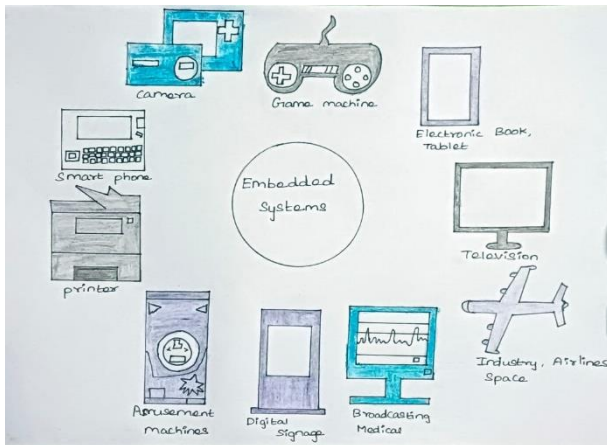 Camera
Game machine
Electronic Book,
Tablet
Smart phone
Embedded
Systems
Television
printer
Industry, Airlines
Space
Amusement
machines
Digital
Signage
Broadcasting
Medical